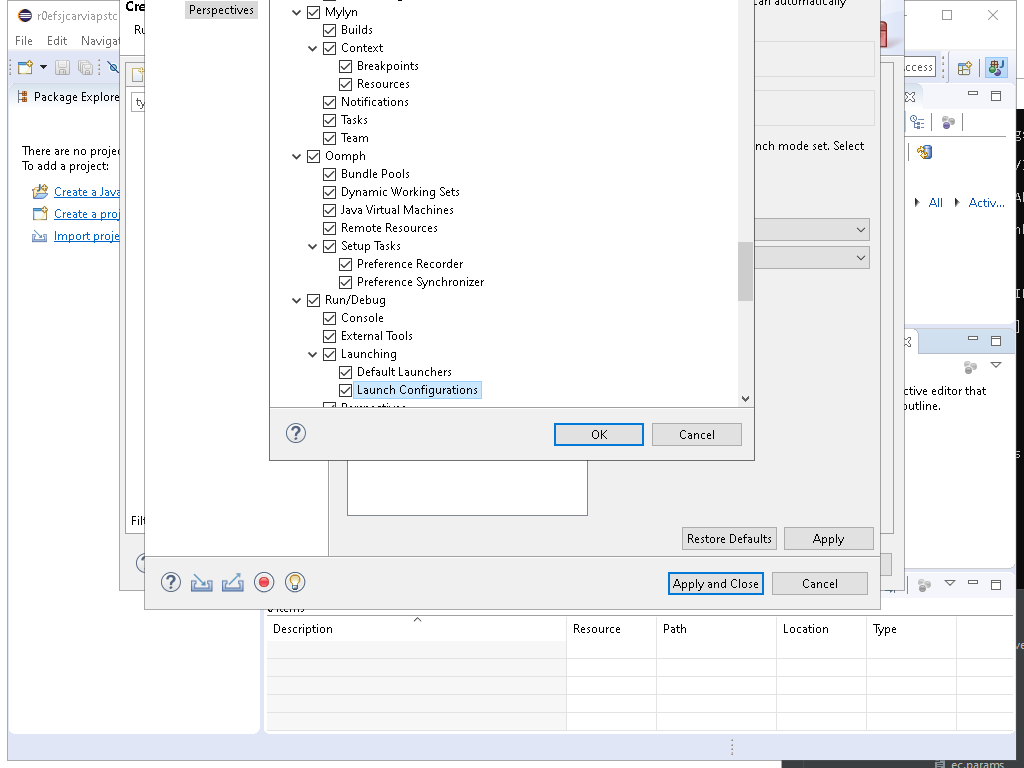 r0efsjcarviapstc
Cre
Perspectives
File Edit Naviga
Ru
Package Explore
There are no projec
To add a project:
Create a Java
Create a proj
Import proje
ty
Filt
Mylyn
Builds
Context
Breakpoints
Resources
Notifications
Tasks
Team
Oomph
Bundle Pools
Dynamic Working Sets
Java Virtual Machines
Remote Resources
Setup Tasks
Preference Recorder
Preference Synchronizer
Run/Debug
Console
External Tools
Launching
Default Launchers
Launch Configurations
Perspectives
OK Cancel
can automatically
nch mode set. Select
ccess
All Activ...
ctive editor that
outline.
Restore Defaults Apply
Apply and Close Cancel
0 items
Description Resource Path Location Type
ec.params